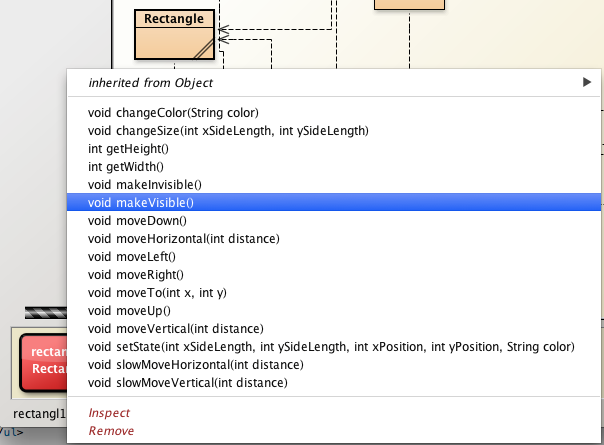 Rectangle
inherited from Object
void changeColor(String color)
void changeSize(int xSideLength, int ySideLength)
int getHeight()
int getWidth()
void makeInvisible()
void makeVisible()
void moveDown()
void moveHorizontal(int distance)
void moveLeft()
void moveRight()
void moveTo(int x, int y)
void moveUp()
void moveVertical(int distance)
void setState(int xSideLength, int ySideLength, int xPosition, int yPosition, String color)
void slowMoveHorizontal(int distance)
void slowMoveVertical(int distance)
rectan
Rectan
Inspect
rectangl1
Remove
/ul>